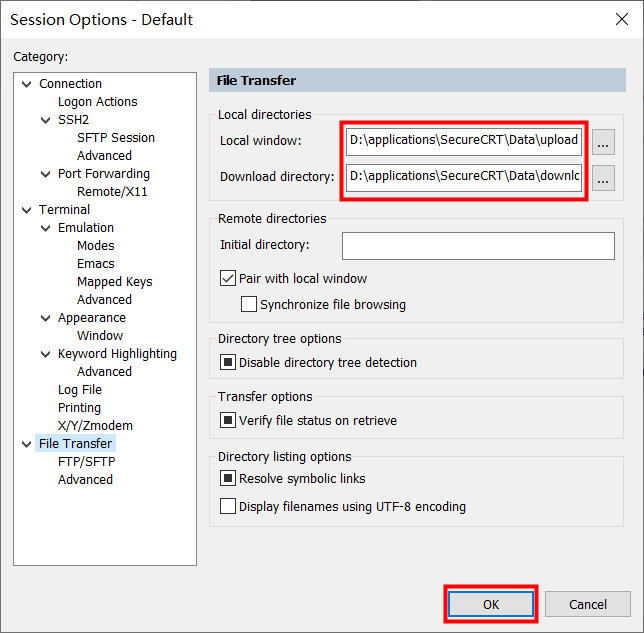 Session Options - Default
Category:
Connection
Logon Actions
SSH2
SFTP Session
Advanced
Port Forwarding
Remote/X11
Terminal
Emulation
Modes
Emacs
Mapped Keys
Advanced
Appearance
Window
Keyword Highlighting
Advanced
Log File
Printing
X/Y/Zmodem
File Transfer
FTP/SFTP
Advanced
File Transfer
Local directories
Local window: D:\applications\SecureCRT\Data\upload ...
Download directory: D:\applications\SecureCRT\Data\downlo ...
Remote directories
Initial directory:
Pair with local window
Synchronize file browsing
Directory tree options
Disable directory tree detection
Transfer options
Verify file status on retrieve
Directory listing options
Resolve symbolic links
Display filenames using UTF-8 encoding
OK Cancel